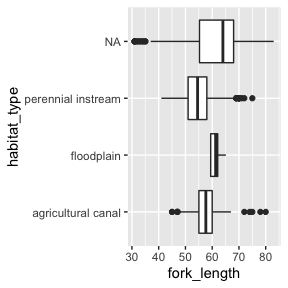 habitat_type
NA
perennial instream
floodplain
agricultural canal
30 40 50 60 70 80
fork_length